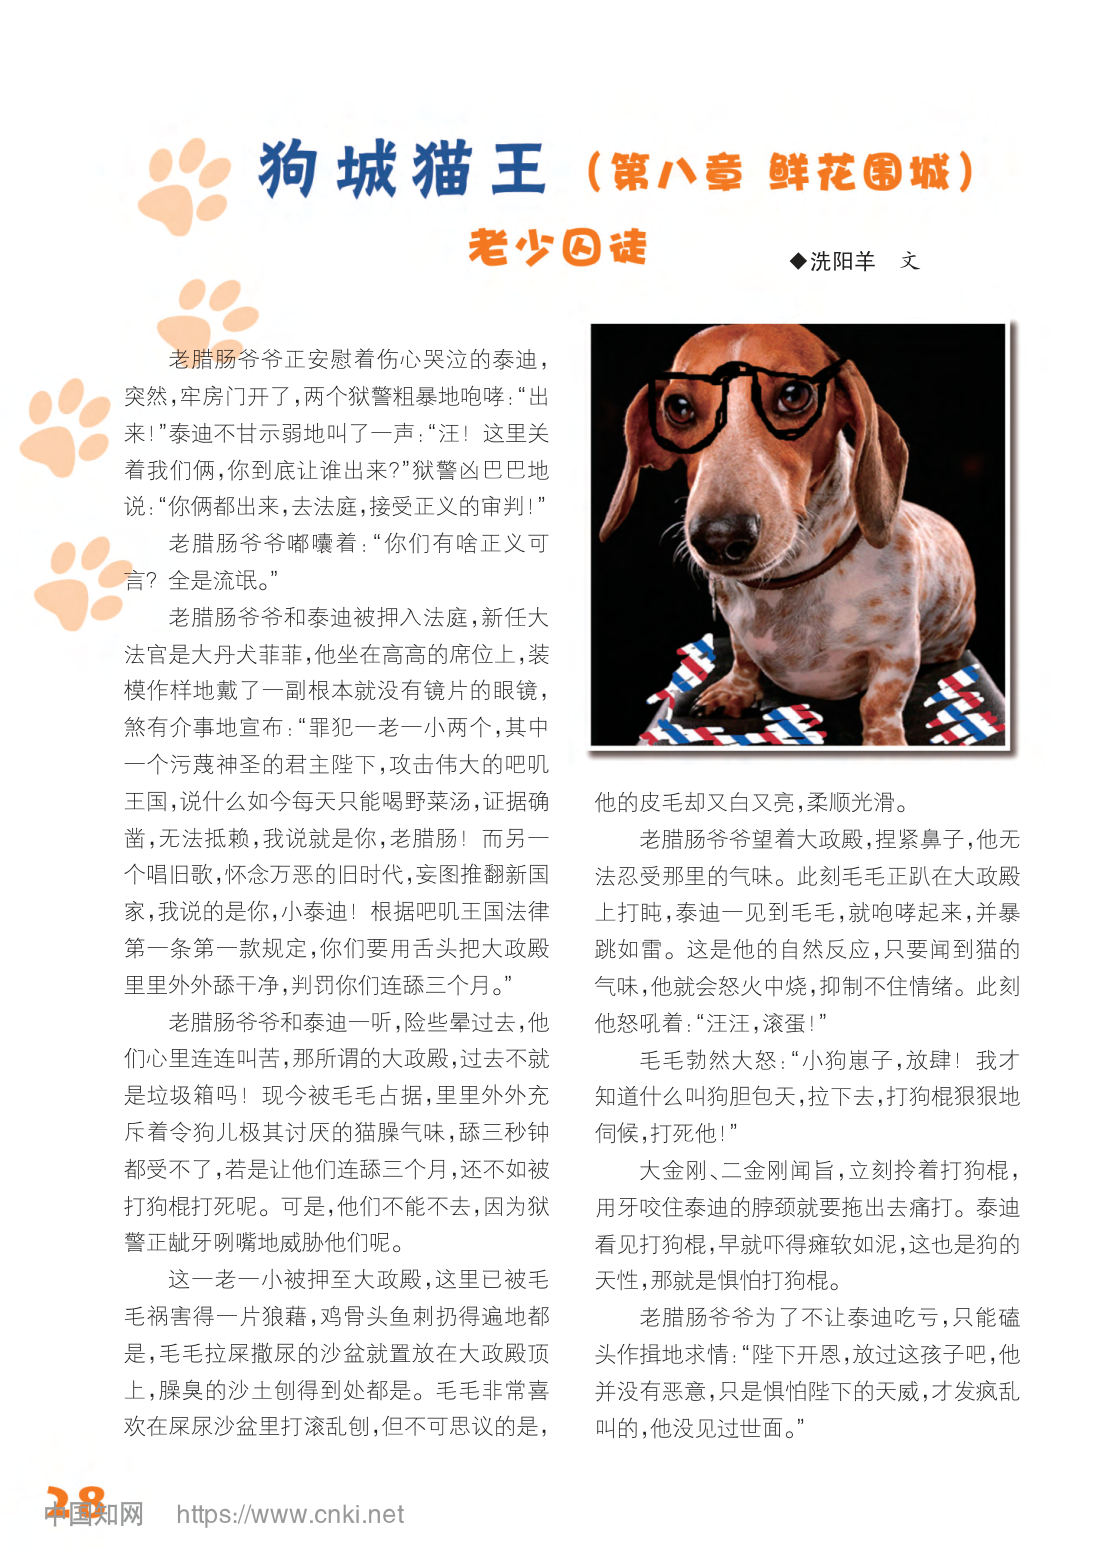 狗城猫王（第八章 鲜花围城）
老少囚徒
◆洗阳羊　文
老腊肠爷爷正安慰着伤心哭泣的泰迪，
突然，牢房门开了，两个狱警粗暴地咆哮：“出
来！”泰迪不甘示弱地叫了一声：“汪！这里关
着我们俩，你到底让谁出来？”狱警凶巴巴地
说：“你俩都出来，去法庭，接受正义的审判！”
老腊肠爷爷嘟囔着：“你们有啥正义可
言？全是流氓。”
老腊肠爷爷和泰迪被押入法庭，新任大
法官是大丹犬菲菲，他坐在高高的席位上，装
模作样地戴了一副根本就没有镜片的眼镜，
煞有介事地宣布：“罪犯一老一小两个，其中
一个污蔑神圣的君主陛下，攻击伟大的吧叽
王国，说什么如今每天只能喝野菜汤，证据确
凿，无法抵赖，我说就是你，老腊肠！而另一
个唱旧歌，怀念万恶的旧时代，妄图推翻新国
家，我说的是你，小泰迪！根据吧叽王国法律
第一条第一款规定，你们要用舌头把大政殿
里里外外舔干净，判罚你们连舔三个月。”
老腊肠爷爷和泰迪一听，险些晕过去，他
们心里连连叫苦，那所谓的大政殿，过去不就
是垃圾箱吗！现今被毛毛占据，里里外外充
斥着令狗儿极其讨厌的猫臊气味，舔三秒钟
都受不了，若是让他们连舔三个月，还不如被
打狗棍打死呢。可是，他们不能不去，因为狱
警正龇牙咧嘴地威胁他们呢。
这一老一小被押至大政殿，这里已被毛
毛祸害得一片狼藉，鸡骨头鱼刺扔得遍地都
是，毛毛拉屎撒尿的沙盆就置放在大政殿顶
上，臊臭的沙土刨得到处都是。毛毛非常喜
欢在屎尿沙盆里打滚乱刨，但不可思议的是，
他的皮毛却又白又亮，柔顺光滑。
老腊肠爷爷望着大政殿，捏紧鼻子，他无
法忍受那里的气味。此刻毛毛正趴在大政殿
上打盹，泰迪一见到毛毛，就咆哮起来，并暴
跳如雷。这是他的自然反应，只要闻到猫的
气味，他就会怒火中烧，抑制不住情绪。此刻
他怒吼着：“汪汪，滚蛋！”
毛毛勃然大怒：“小狗崽子，放肆！我才
知道什么叫狗胆包天，拉下去，打狗棍狠狠地
伺候，打死他！”
大金刚、二金刚闻旨，立刻拎着打狗棍，
用牙咬住泰迪的脖颈就要拖出去痛打。泰迪
看见打狗棍，早就吓得瘫软如泥，这也是狗的
天性，那就是惧怕打狗棍。
老腊肠爷爷为了不让泰迪吃亏，只能磕
头作揖地求情：“陛下开恩，放过这孩子吧，他
并没有恶意，只是惧怕陛下的天威，才发疯乱
叫的，他没见过世面。”
28
中国知网　https://www.cnki.net